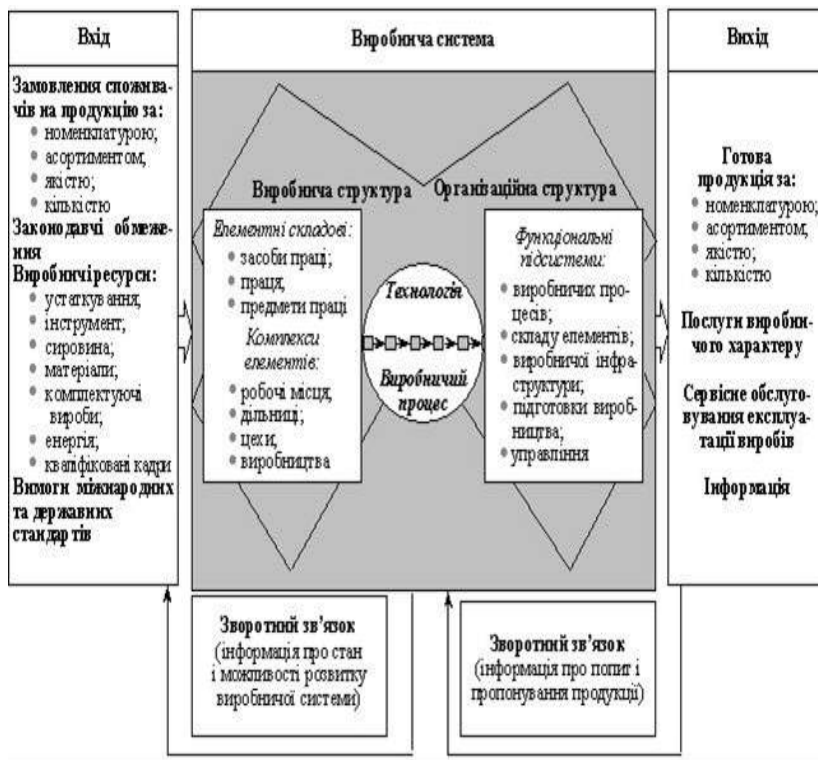 Вхід
Замовлення спожива-
чів на продукцію за:
номенклатурою;
асортиментом;
якістю;
кількістю
Законодавчі обмеже-
ння
Виробничі ресурси:
устаткування,
інструмент;
сировина;
матеріали;
комплектуючі
вироби;
енергія;
кваліфіковані кадри
Вимоги міжнародних
та державних
стандартів
Виробнича система
Виробнича структура
Елементні складові:
засоби праці;
праця;
предмети праці
Комплекси
елементів:
робочі місця;
дільниці;
цехи;
виробництва
Технологія
Виробничий
процес
Організаційна структура
Функціональні
підсистеми:
виробничих про-
цесів;
складу елементів;
виробничої інфра-
структури;
підготовки вироб-
ництва;
управління
Вихід
Готова
продукція за:
номенклатурою;
асортиментом;
якістю;
кількістю
Послуги виробни-
чого характеру
Сервісне обслуго-
вування експлуа-
тації виробів
Інформація
Зворотний зв’язок
(інформація про стан
і можливості розвитку
виробничої системи)
Зворотний зв’язок
(інформація про попит і
пропонування продукції)